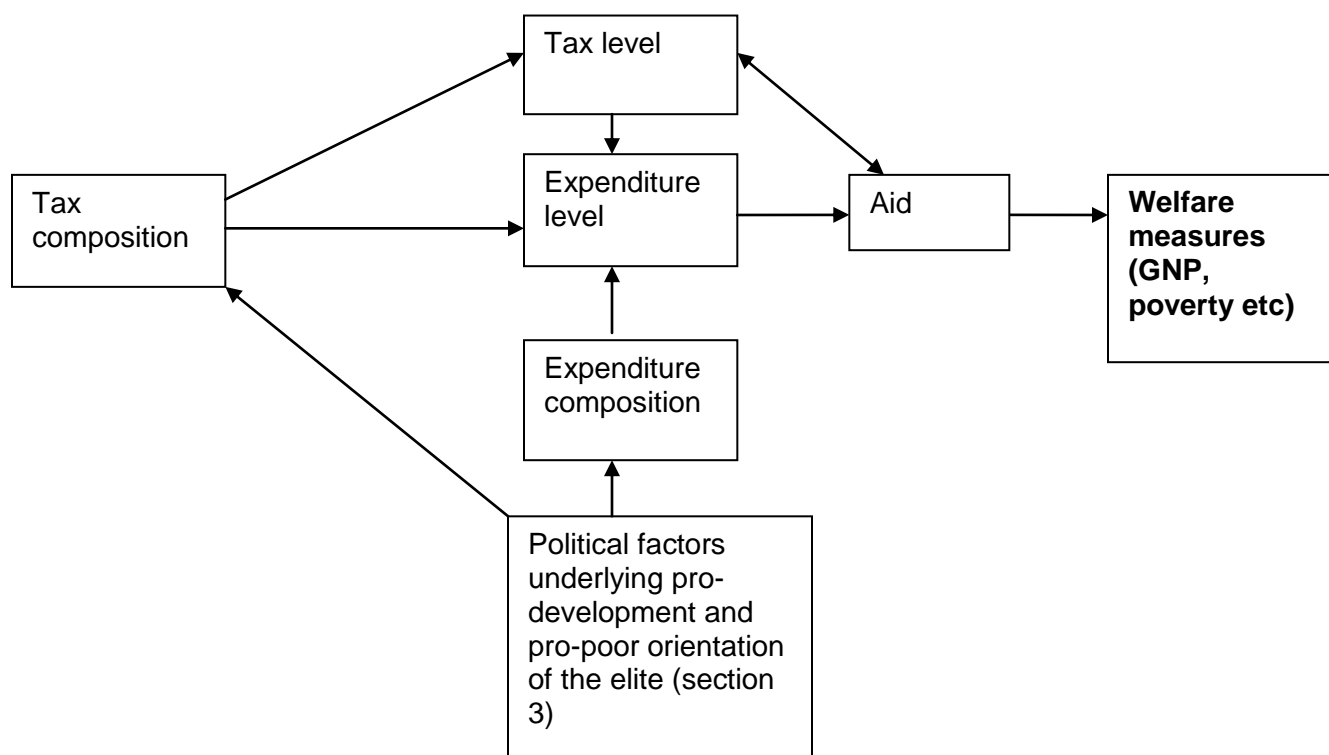 Tax level
Tax
composition
Expenditure
level
Aid
Welfare
measures
(GNP,
poverty etc)
Expenditure
composition
Political factors
underlying pro-
development and
pro-poor orientation
of the elite (section
3)